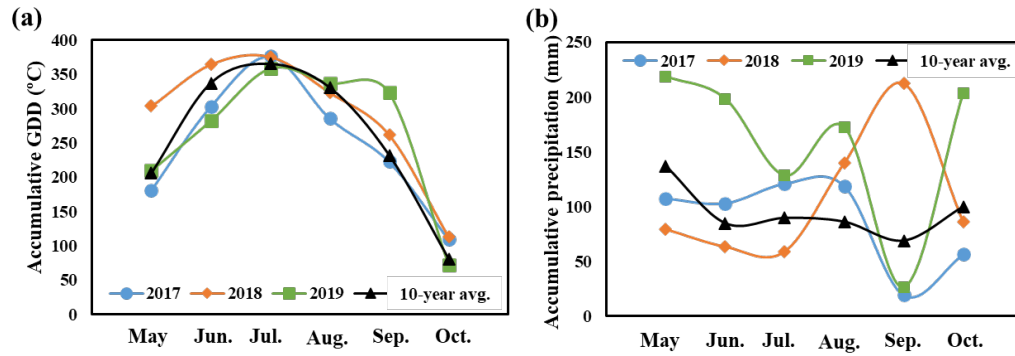 (a)
Accumulative GDD (°C)
400
350
300
250
200
150
100
50
0
2017
2018
2019
10-year avg.
May
Jun.
Jul.
Aug.
Sep.
Oct.
(b)
Accumulative precipitation (mm)
250
200
150
100
50
0
2017
2018
2019
10-year avg.
May
Jun.
Jul.
Aug.
Sep.
Oct.